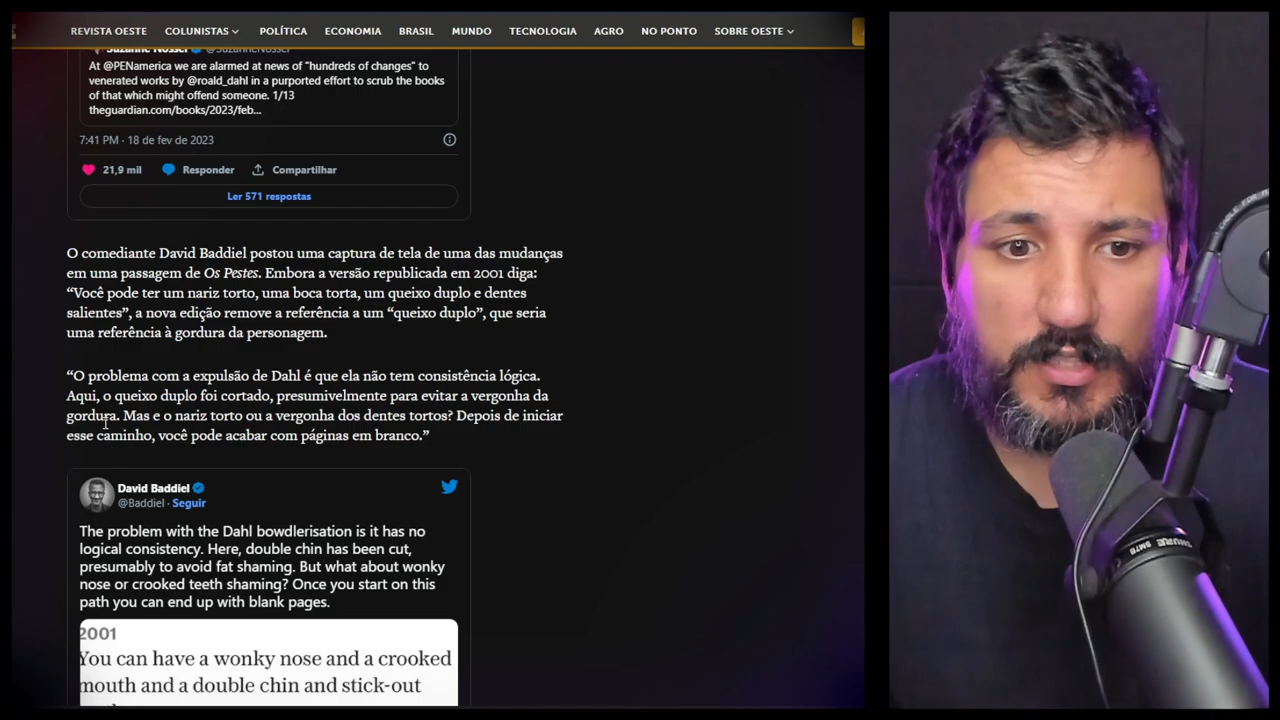 REVISTA OESTE COLUNISTAS POLÍTICA ECONOMIA BRASIL MUNDO TECNOLOGIA AGRO NO PONTO SOBRE OESTE
Suzanne Nossel @SuzanneNossel
At @PENamerica we are alarmed at news of "hundreds of changes" to
venerated works by @roald_dahl in a purported effort to scrub the books
of that which might offend someone. 1/13
theguardian.com/books/2023/feb...
7:41 PM · 18 de fev de 2023
21,9 mil Responder Compartilhar
Ler 571 respostas
O comediante David Baddiel postou uma captura de tela de uma das mudanças
em uma passagem de Os Pestes. Embora a versão republicada em 2001 diga:
“Você pode ter um nariz torto, uma boca torta, um queixo duplo e dentes
salientes”, a nova edição remove a referência a um “queixo duplo”, que seria
uma referência à gordura da personagem.
“O problema com a expulsão de Dahl é que ela não tem consistência lógica.
Aqui, o queixo duplo foi cortado, presumivelmente para evitar a vergonha da
gordura. Mas e o nariz torto ou a vergonha dos dentes tortos? Depois de iniciar
esse caminho, você pode acabar com páginas em branco.”
David Baddiel
@Baddiel · Seguir
The problem with the Dahl bowdlerisation is it has no
logical consistency. Here, double chin has been cut,
presumably to avoid fat shaming. But what about wonky
nose or crooked teeth shaming? Once you start on this
path you can end up with blank pages.
2001
You can have a wonky nose and a crooked
mouth and a double chin and stick-out
SHURE SM7B